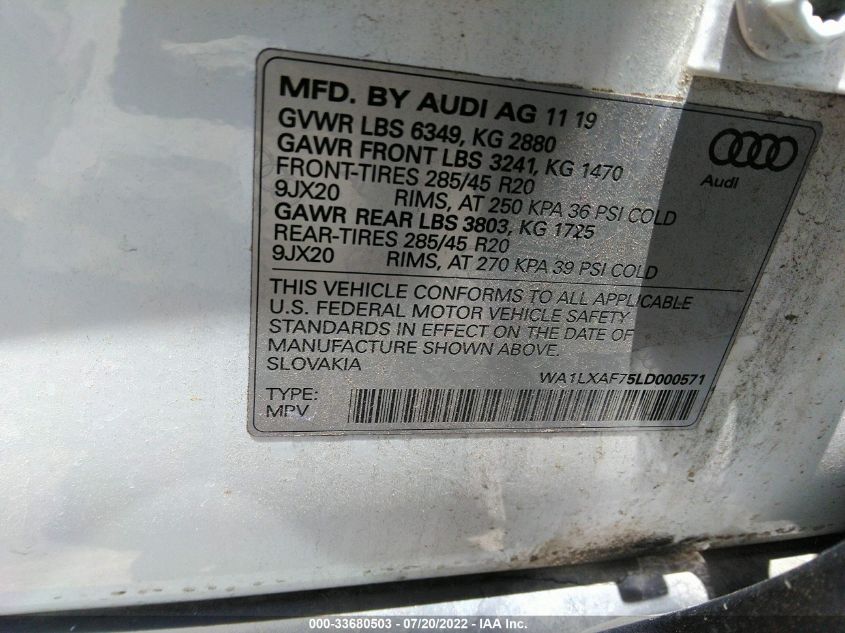 MFD. BY AUDI AG 11 19
GVWR LBS 6349, KG 2880
GAWR FRONT LBS 3241, KG 1470
FRONT-TIRES 285/45 R20
9JX20 RIMS, AT 250 KPA 36 PSI COLD
GAWR REAR LBS 3803, KG 1725
REAR-TIRES 285/45 R20
9JX20 RIMS, AT 270 KPA 39 PSI COLD
Audi
THIS VEHICLE CONFORMS TO ALL APPLICABLE
U.S. FEDERAL MOTOR VEHICLE SAFETY
STANDARDS IN EFFECT ON THE DATE OF
MANUFACTURE SHOWN ABOVE.
SLOVAKIA WA1LXAF75LD000571
TYPE:
MPV
000-33680503 - 07/20/2022 - IAA Inc.